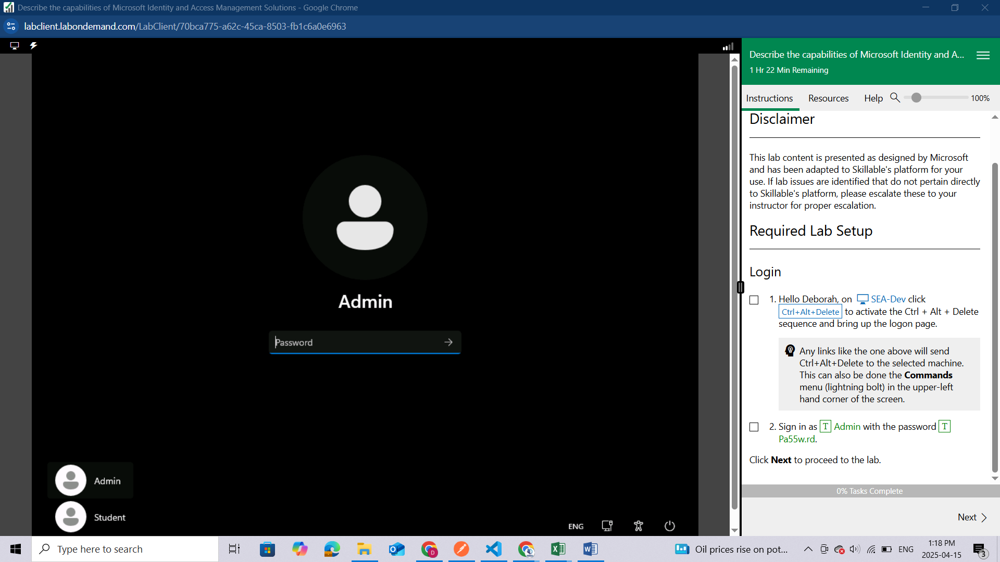 Describe the capabilities of Microsoft Identity and Access Management Solutions - Google Chrome
labclient.labondemand.com/LabClient/70bca775-a62c-45ca-8503-fb1c6a0e6963
Describe the capabilities of Microsoft Identity and A...
1 Hr 22 Min Remaining
Instructions Resources Help 100%
Disclaimer
This lab content is presented as designed by Microsoft
and has been adapted to Skillable's platform for your
use. If lab issues are identified that do not pertain directly
to Skillable's platform, please escalate these to your
instructor for proper escalation.
Required Lab Setup
Login
1. Hello Deborah, on SEA-Dev click
Ctrl+Alt+Delete to activate the Ctrl + Alt + Delete
sequence and bring up the logon page.
Any links like the one above will send
Ctrl+Alt+Delete to the selected machine.
This can also be done the Commands
menu (lightning bolt) in the upper-left
hand corner of the screen.
2. Sign in as T Admin with the password T
Pa55w.rd.
Click Next to proceed to the lab.
0% Tasks Complete
Next
Admin
Password
Admin
Student
ENG
Type here to search
Oil prices rise on pot...
ENG
1:18 PM
2025-04-15
3